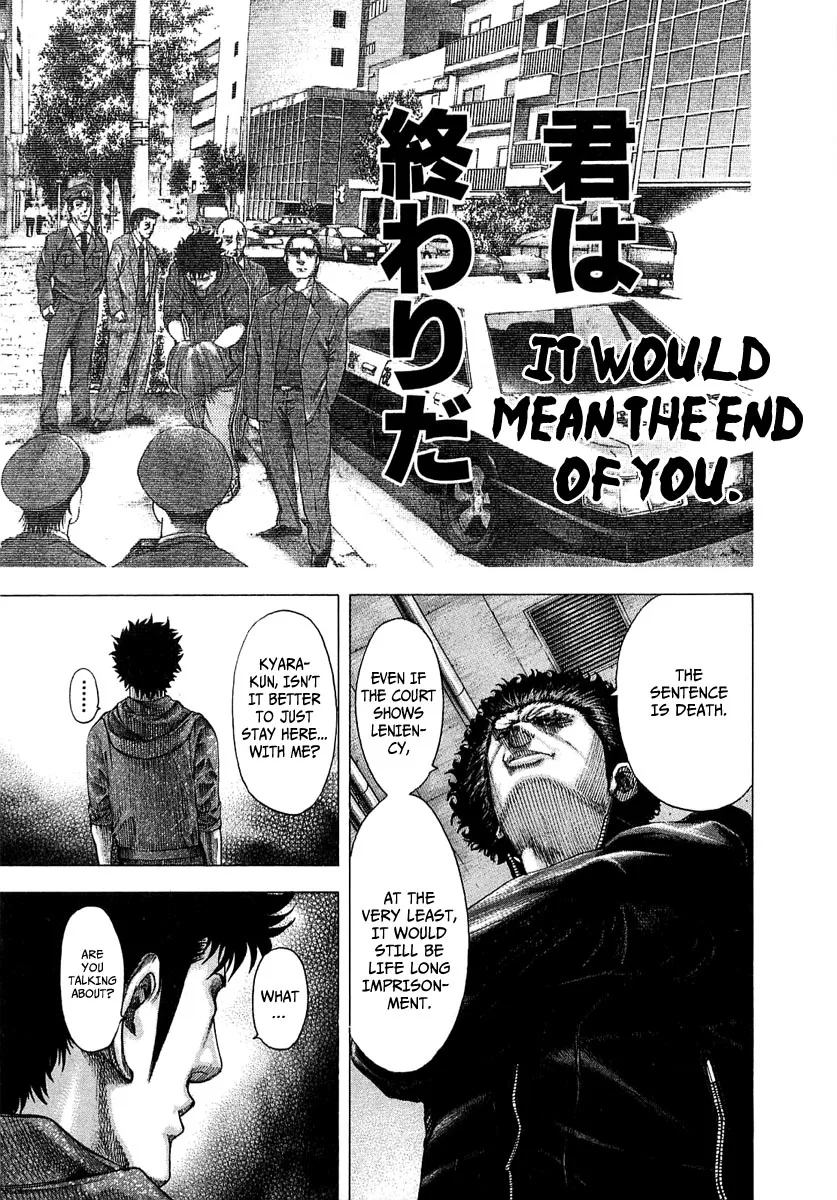 君は
終わりだ
IT WOULD
MEAN THE END
OF YOU.
THE
SENTENCE
IS DEATH.
EVEN IF
THE COURT
SHOWS
LENIEN-
CY,
AT THE
VERY LEAST,
IT WOULD
STILL BE
LIFE LONG
IMPRISON-
MENT.
KYARA-
KUN, ISN'T
IT BETTER
TO JUST
STAY HERE...
WITH ME?
......
WHAT
...
ARE
YOU
TALKING
ABOUT?